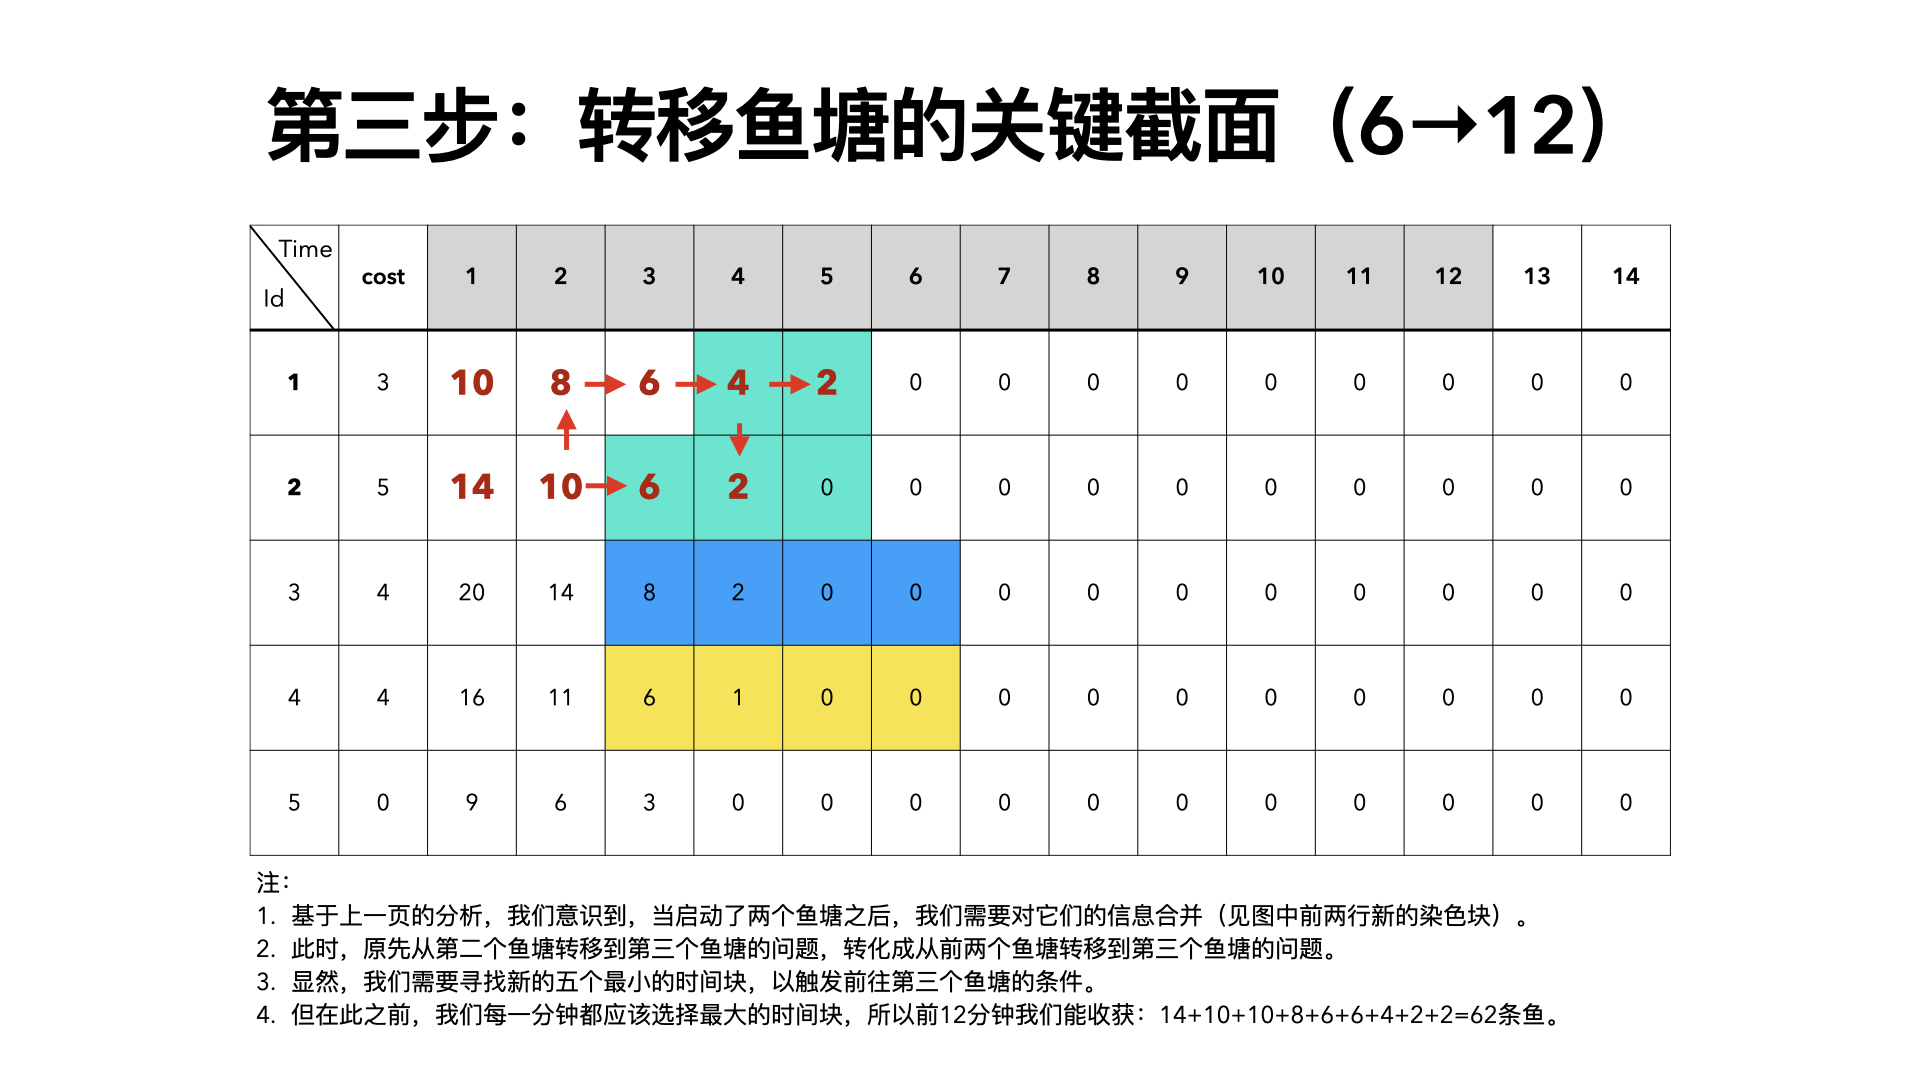 第三步：转移鱼塘的关键截面（6→12）
Time
Id cost 1 2 3 4 5 6 7 8 9 10 11 12 13 14
1 3 10 8 6 4 2 0 0 0 0 0 0 0 0 0
2 5 14 10 6 2 0 0 0 0 0 0 0 0 0 0
3 4 20 14 8 2 0 0 0 0 0 0 0 0 0 0
4 4 16 11 6 1 0 0 0 0 0 0 0 0 0 0
5 0 9 6 3 0 0 0 0 0 0 0 0 0 0 0
注：
1. 基于上一页的分析，我们意识到，当启动了两个鱼塘之后，我们需要对它们的信息合并（见图中前两行新的染色块）。
2. 此时，原先从第二个鱼塘转移到第三个鱼塘的问题，转化成从前两个鱼塘转移到第三个鱼塘的问题。
3. 显然，我们需要寻找新的五个最小的时间块，以触发前往第三个鱼塘的条件。
4. 但在此之前，我们每一分钟都应该选择最大的时间块，所以前12分钟我们能收获：14+10+10+8+6+6+4+2+2=62条鱼。